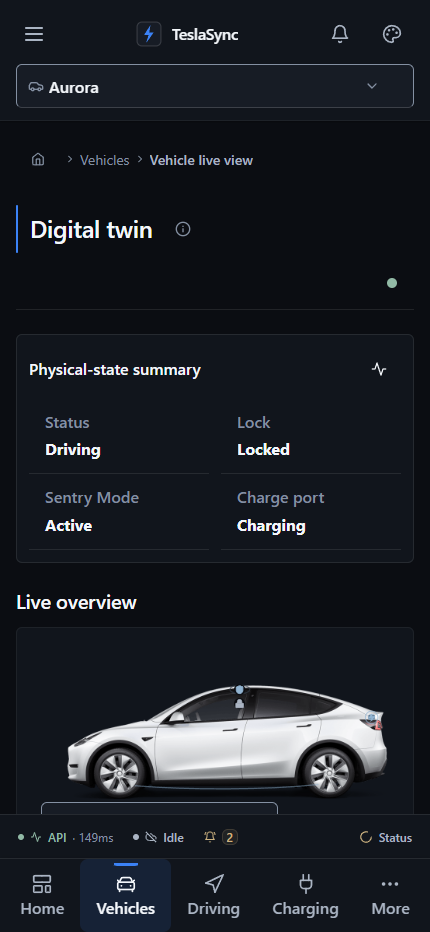 TeslaSync
Aurora
Vehicles
Vehicle live view
Digital twin
Physical-state summary
Status
Lock
Driving
Locked
Sentry Mode
Charge port
Active
Charging
Live overview
API · 149ms
Idle
2
Status
Home
Vehicles
Driving
Charging
More